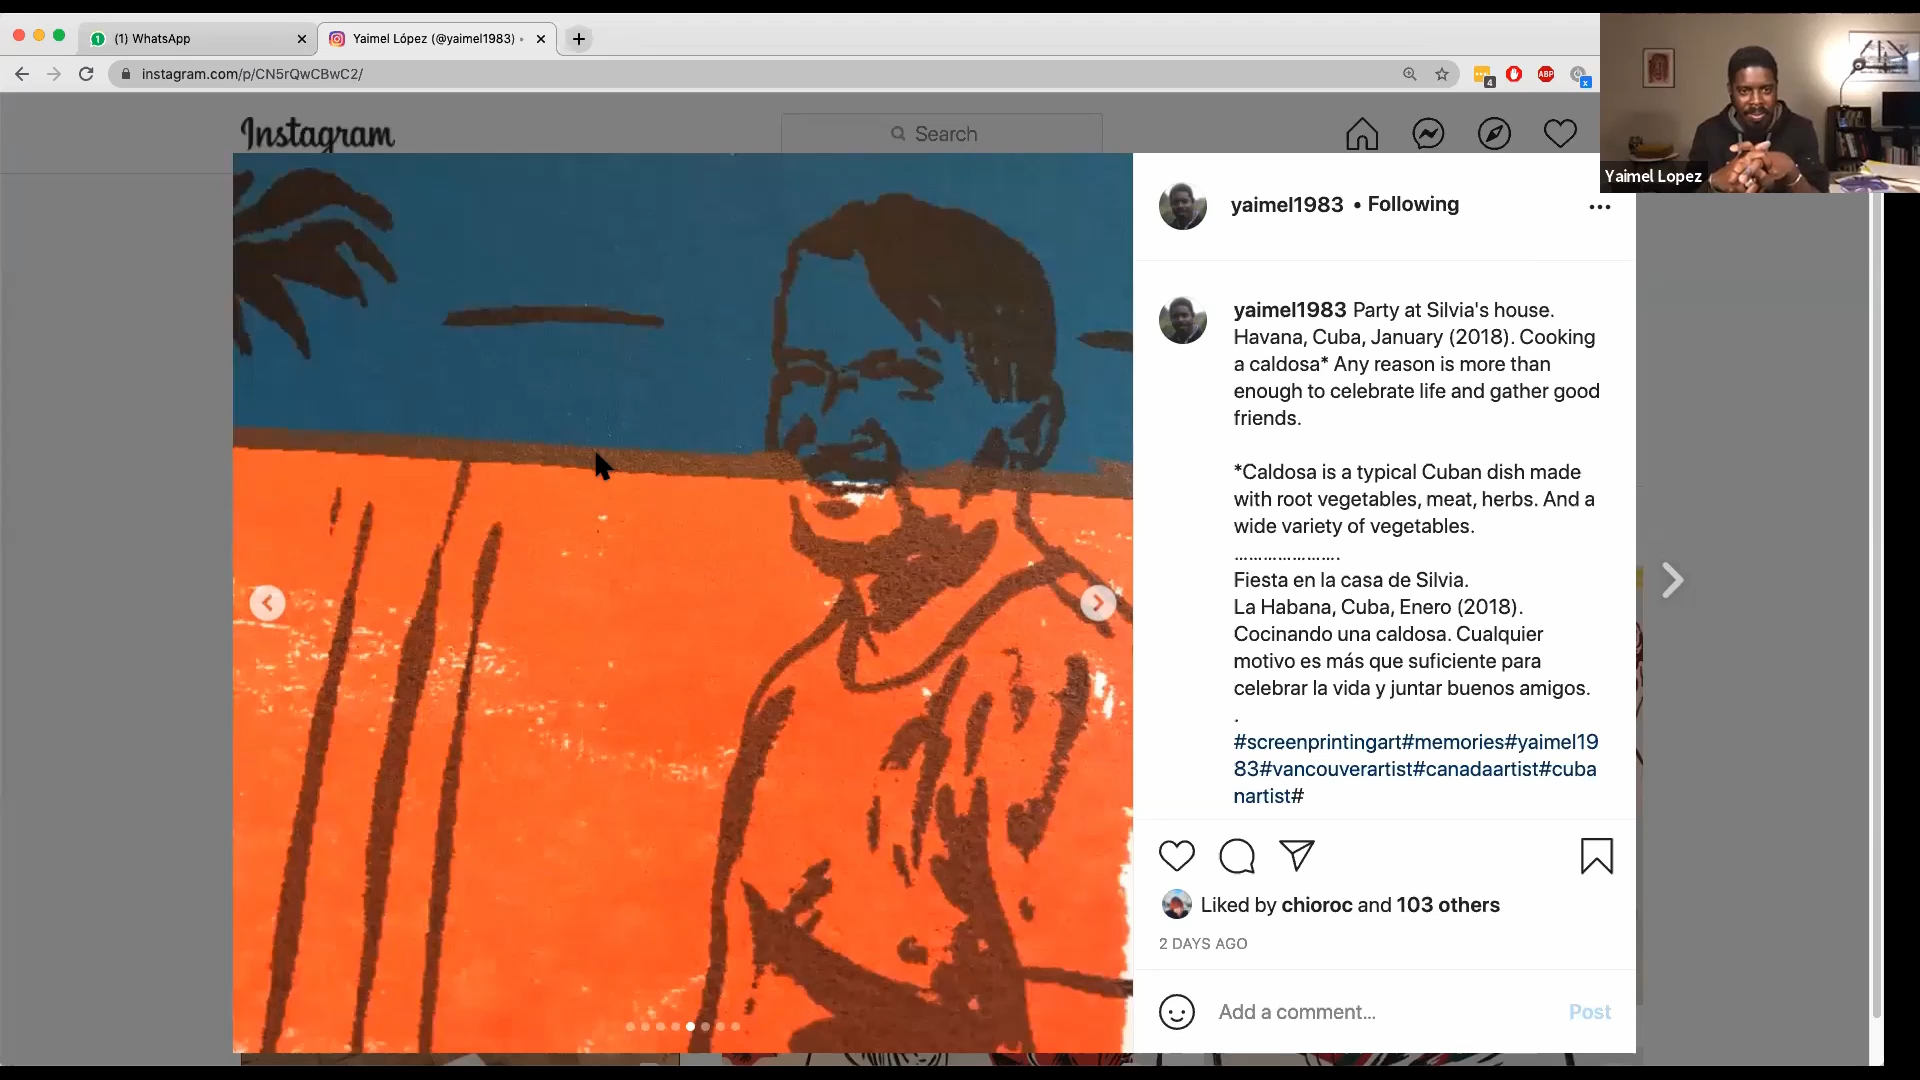 (1) WhatsApp
Yaimel López (@yaimel1983) •
instagram.com/p/CN5rQwCBwC2/
4
ABP
x
Instagram
Search
Yaimel Lopez
yaimel1983 • Following
yaimel1983 Party at Silvia's house.
Havana, Cuba, January (2018). Cooking
a caldosa* Any reason is more than
enough to celebrate life and gather good
friends.
*Caldosa is a typical Cuban dish made
with root vegetables, meat, herbs. And a
wide variety of vegetables.
.....................
Fiesta en la casa de Silvia.
La Habana, Cuba, Enero (2018).
Cocinando una caldosa. Cualquier
motivo es más que suficiente para
celebrar la vida y juntar buenos amigos.
.
#screenprintingart#memories#yaimel19
83#vancouverartist#canadaartist#cuba
nartist#
Liked by chioroc and 103 others
2 DAYS AGO
Add a comment...
Post